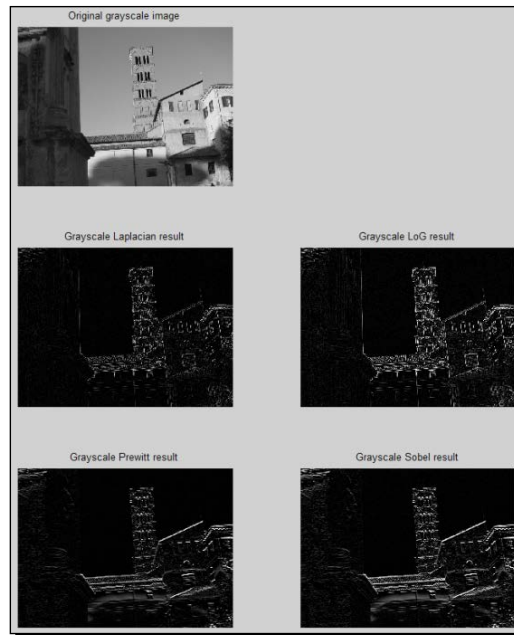 Original grayscale image
Grayscale Laplacian result
Grayscale LoG result
Grayscale Prewitt result
Grayscale Sobel result